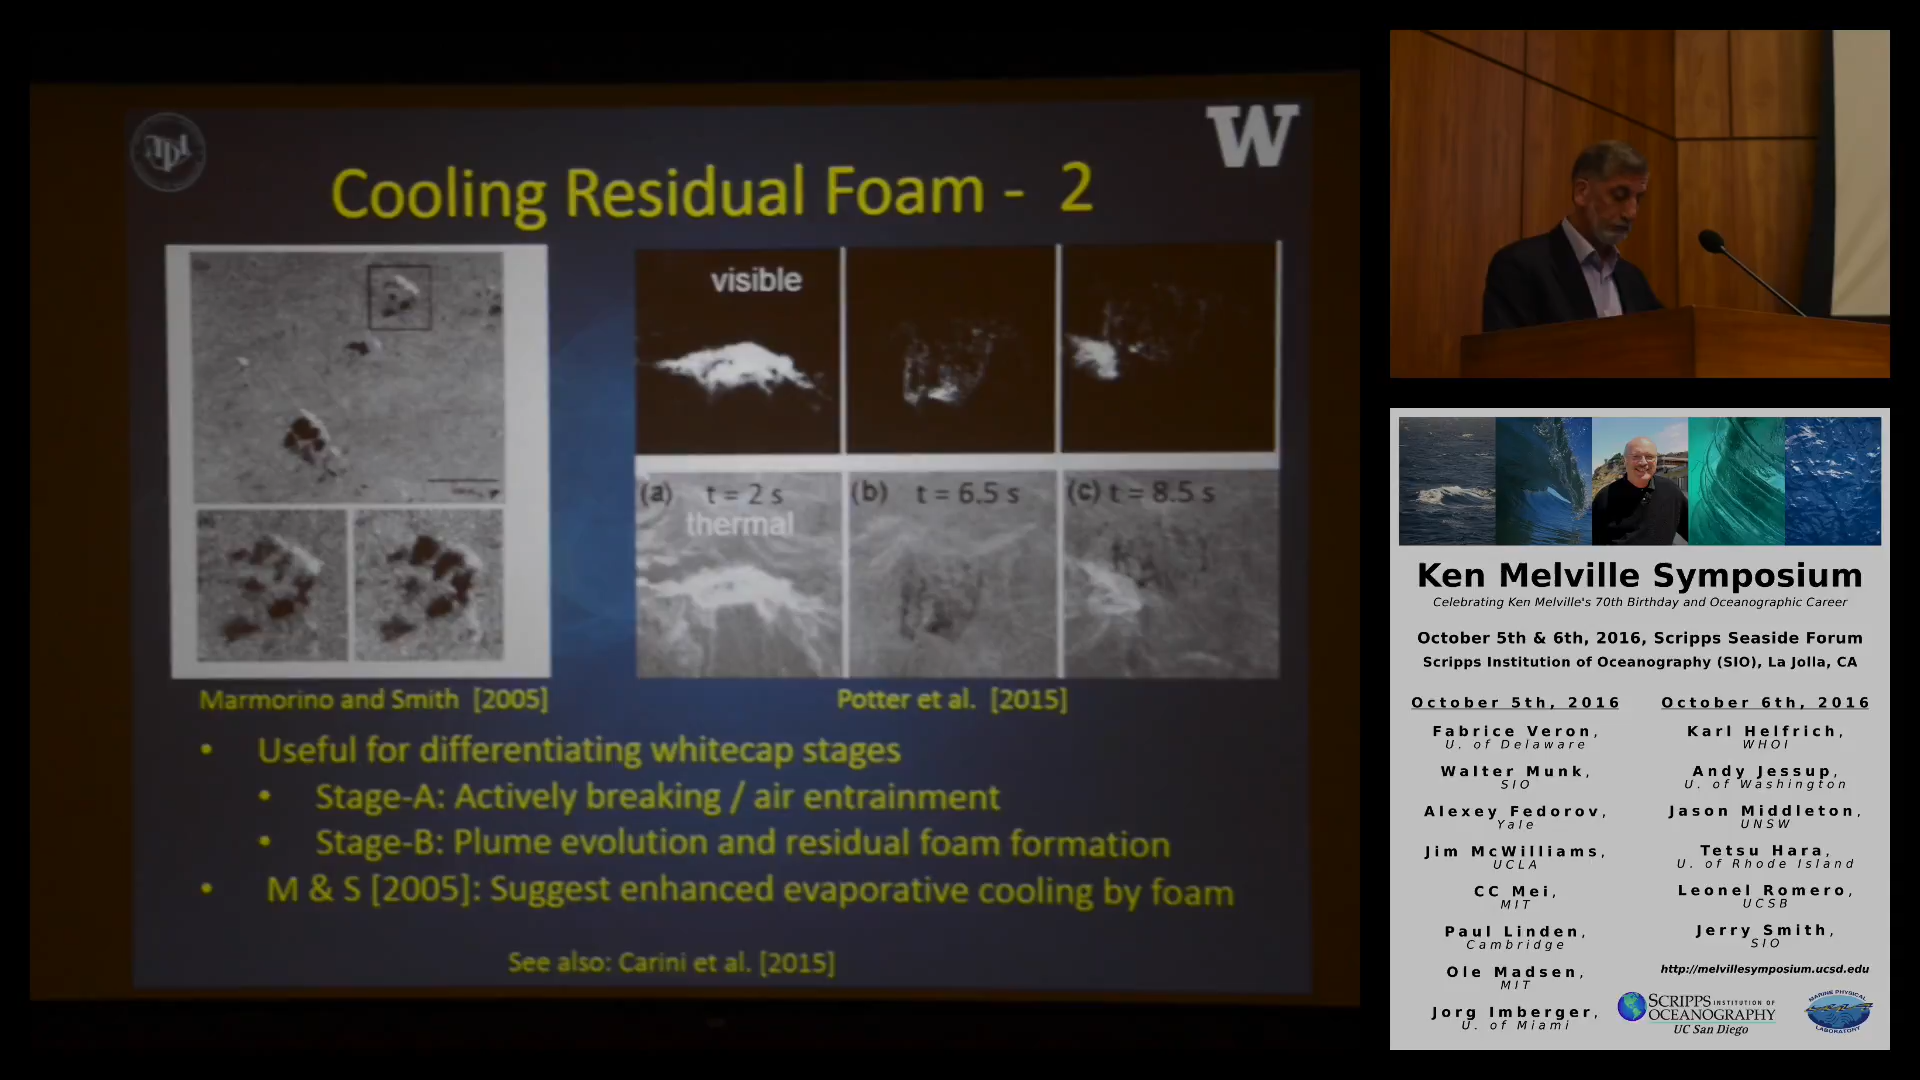 W
Cooling Residual Foam - 2
visible
(a) t = 2 s
thermal
(b) t = 6.5 s
(c) t = 8.5 s
Marmorino and Smith [2005]
Potter et al. [2015]
• Useful for differentiating whitecap stages
• Stage-A: Actively breaking / air entrainment
• Stage-B: Plume evolution and residual foam formation
• M & S [2005]: Suggest enhanced evaporative cooling by foam
See also: Carini et al. [2015]
Ken Melville Symposium
Celebrating Ken Melville's 70th Birthday and Oceanographic Career
October 5th & 6th, 2016, Scripps Seaside Forum
Scripps Institution of Oceanography (SIO), La Jolla, CA
October 5th, 2016
Fabrice Veron,
U. of Delaware
Walter Munk,
SIO
Alexey Fedorov,
Yale
Jim McWilliams,
UCLA
CC Mei,
MIT
Paul Linden,
Cambridge
Ole Madsen,
MIT
Jorg Imberger,
U. of Miami
October 6th, 2016
Karl Helfrich,
WHOI
Andy Jessup,
U. of Washington
Jason Middleton,
UNSW
Tetsu Hara,
U. of Rhode Island
Leonel Romero,
UCSB
Jerry Smith,
SIO
http://melvillesymposium.ucsd.edu
SCRIPPS INSTITUTION OF
OCEANOGRAPHY
UC San Diego
MARINE PHYSICAL
LABORATORY